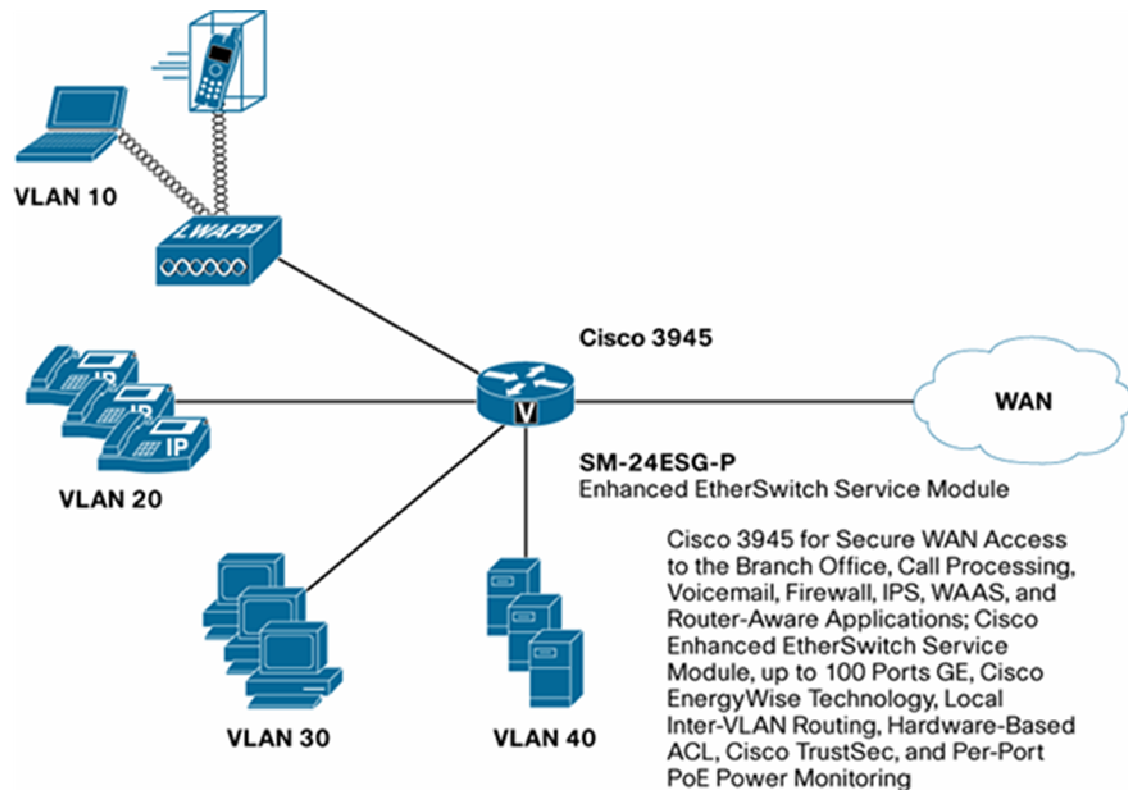 VLAN 10
LWAPP
Cisco 3945
IP
IP
IP
V
WAN
VLAN 20
SM-24ESG-P
Enhanced EtherSwitch Service Module
Cisco 3945 for Secure WAN Access
to the Branch Office, Call Processing,
Voicemail, Firewall, IPS, WAAS, and
Router-Aware Applications; Cisco
Enhanced EtherSwitch Service
Module, up to 100 Ports GE, Cisco
EnergyWise Technology, Local
Inter-VLAN Routing, Hardware-Based
ACL, Cisco TrustSec, and Per-Port
PoE Power Monitoring
VLAN 30
VLAN 40